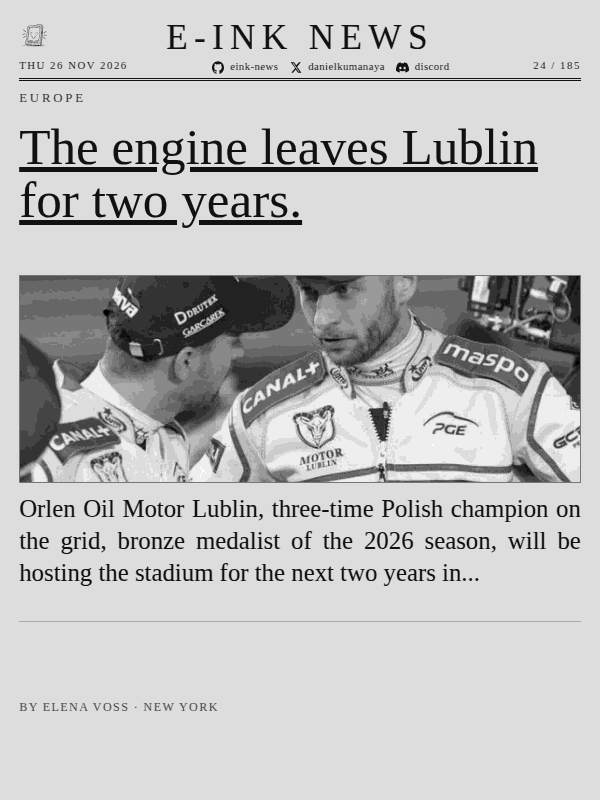 E-INK NEWS
THU 26 NOV 2026
eink-news danielkumanaya discord
24 / 185
EUROPE
The engine leaves Lublin
for two years.
DRUTEX
GARCAREK
CANAL+
maspo
CANAL+
PGE
MOTOR
LUBLIN
Orlen Oil Motor Lublin, three-time Polish champion on
the grid, bronze medalist of the 2026 season, will be
hosting the stadium for the next two years in...
BY ELENA VOSS · NEW YORK